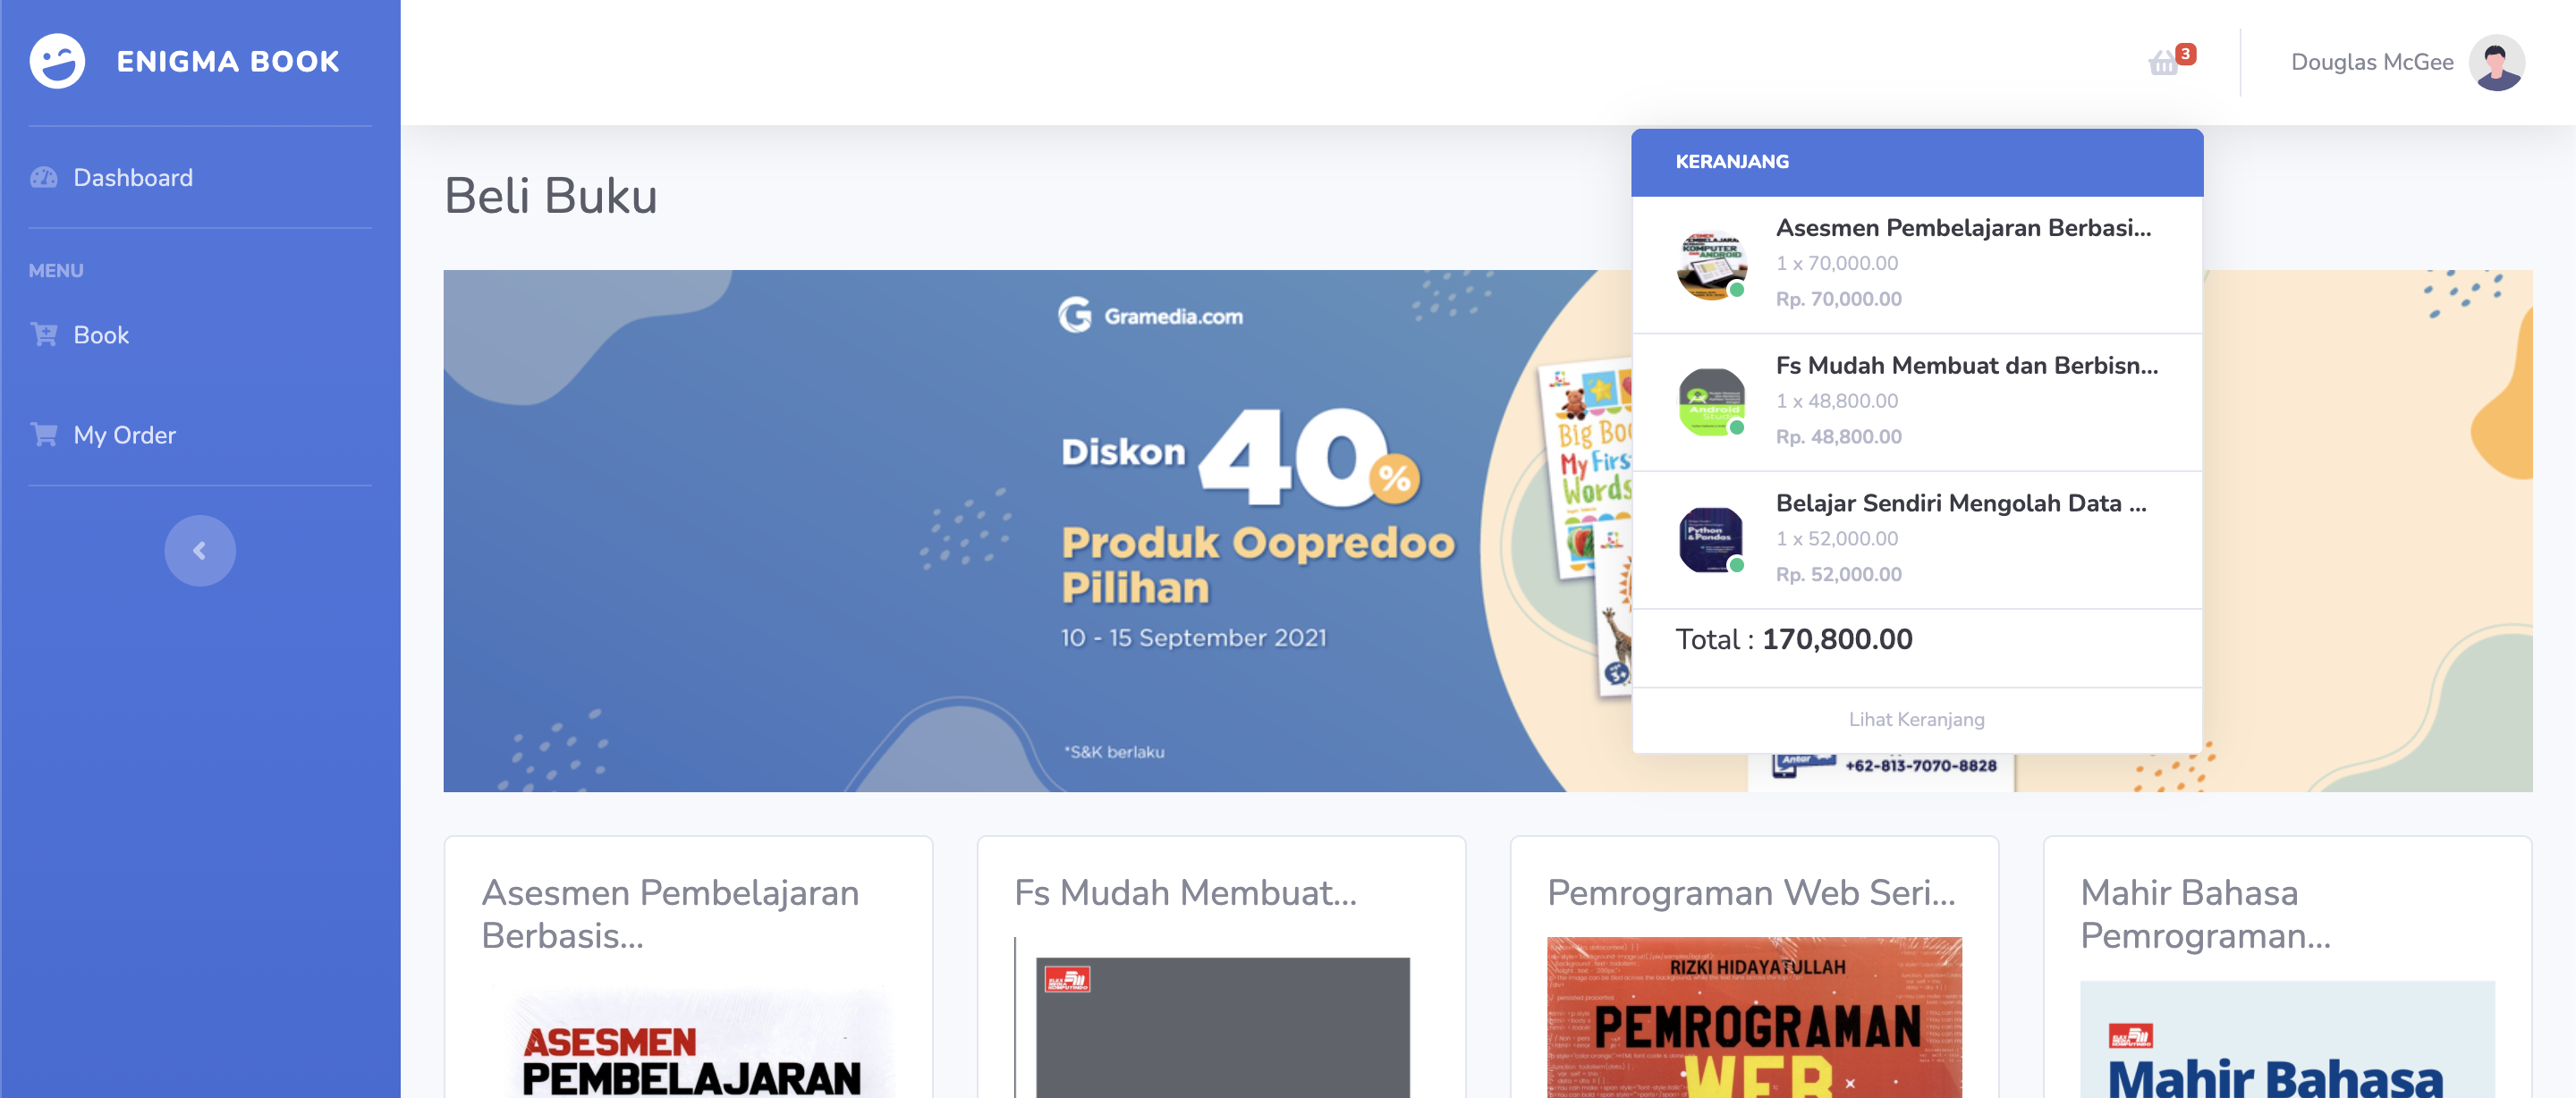 ENIGMA BOOK
3
Douglas McGee
Dashboard
MENU
Book
My Order
Beli Buku
KERANJANG
Asesmen Pembelajaran Berbasi...
1 x 70,000.00
Rp. 70,000.00
Fs Mudah Membuat dan Berbisn...
1 x 48,800.00
Rp. 48,800.00
Belajar Sendiri Mengolah Data ...
1 x 52,000.00
Rp. 52,000.00
Total : 170,800.00
Lihat Keranjang
Gramedia.com
Diskon 40%
Produk Oopredoo
Pilihan
10 - 15 September 2021
*S&K berlaku
Big Boo
My First
Words
3+
Antar
+62-813-7070-8828
Asesmen Pembelajaran
Berbasis...
ASESMEN
PEMBELAJARAN
Fs Mudah Membuat...
Pemrograman Web Seri...
RIZKI HIDAYATULLAH
PEMROGRAMAN
WEB
Mahir Bahasa
Pemrograman...
Mahir Bahasa